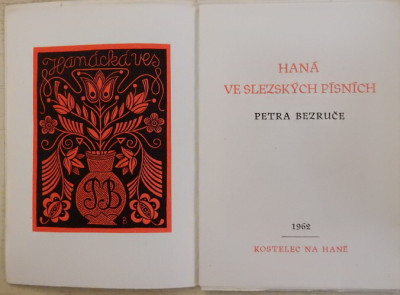 Hanácká ves
PB
HANÁ
VE SLEZSKÝCH PÍSNÍCH
PETRA BEZRUČE
1962
KOSTELEC NA HANÉ